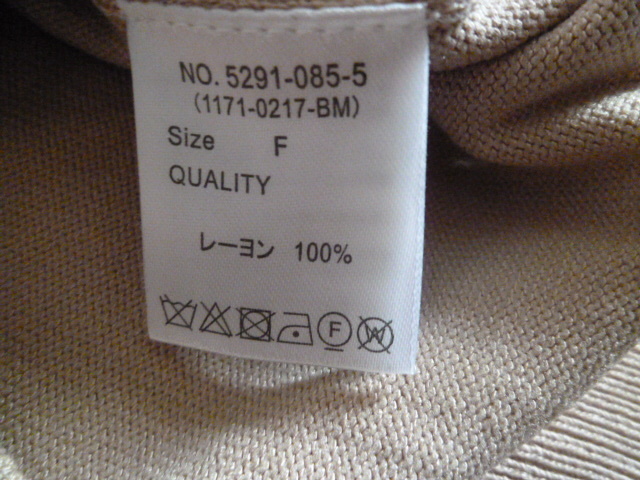 NO. 5291-085-5
(1171-0217-BM)
Size F
QUALITY
レーヨン 100%
F W